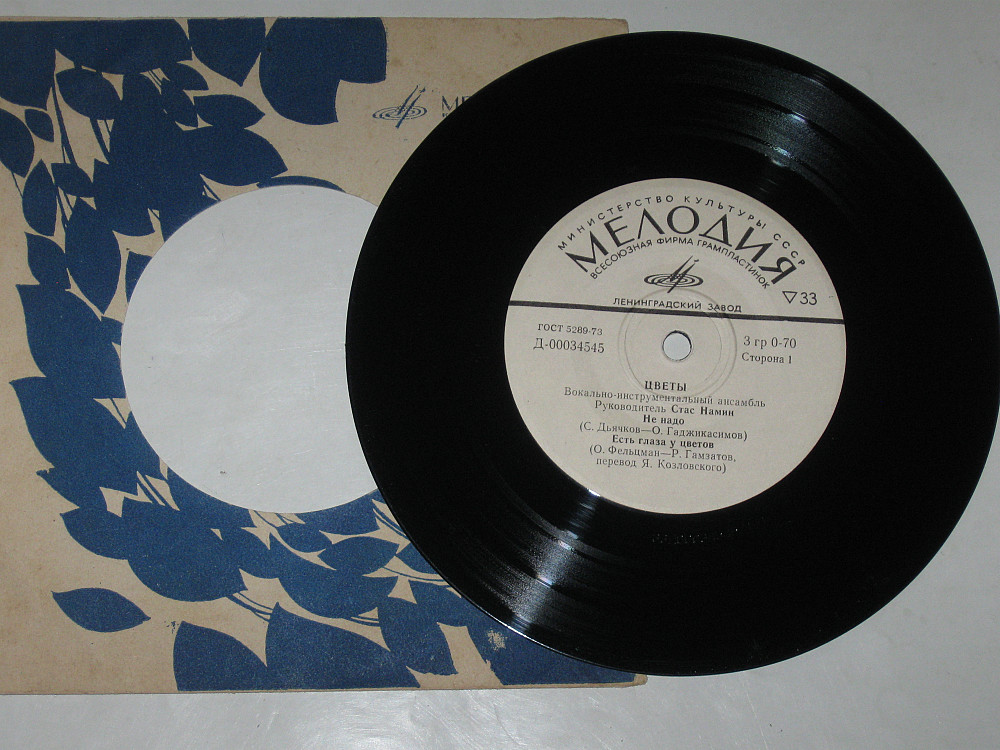 МИНИСТЕРСТВО КУЛЬТУРЫ СССР
МЕЛОДИЯ
ВСЕСОЮЗНАЯ ФИРМА ГРАМПЛАСТИНОК
▽33
ЛЕНИНГРАДСКИЙ ЗАВОД
ГОСТ 5289-73
Д-00034545
3 гр 0-70
Сторона 1
ЦВЕТЫ
Вокально-инструментальный ансамбль
Руководитель Стас Намин
Не надо
(С. Дьячков—О. Гаджикасимов)
Есть глаза у цветов
(О. Фельцман—Р. Гамзатов,
перевод Я. Козловского)